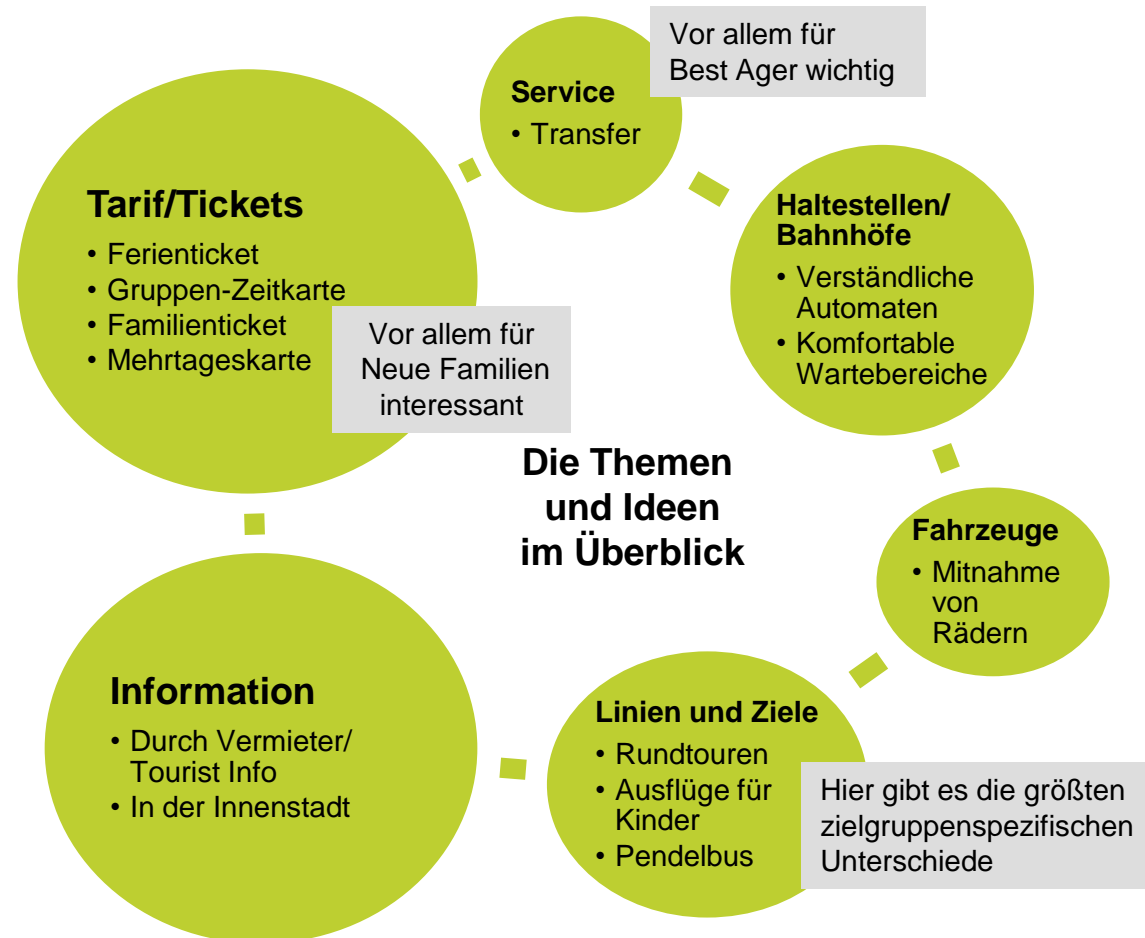 Vor allem für
Best Ager wichtig
Service
• Transfer
Tarif/Tickets
• Ferienticket
• Gruppen-Zeitkarte
• Familienticket
• Mehrtageskarte
Vor allem für
Neue Familien
interessant
Haltestellen/
Bahnhöfe
• Verständliche
Automaten
• Komfortable
Wartebereiche
Die Themen
und Ideen
im Überblick
Fahrzeuge
• Mitnahme
von
Rädern
Information
• Durch Vermieter/
Tourist Info
• In der Innenstadt
Linien und Ziele
• Rundtouren
• Ausflüge für
Kinder
• Pendelbus
Hier gibt es die größten
zielgruppenspezifischen
Unterschiede